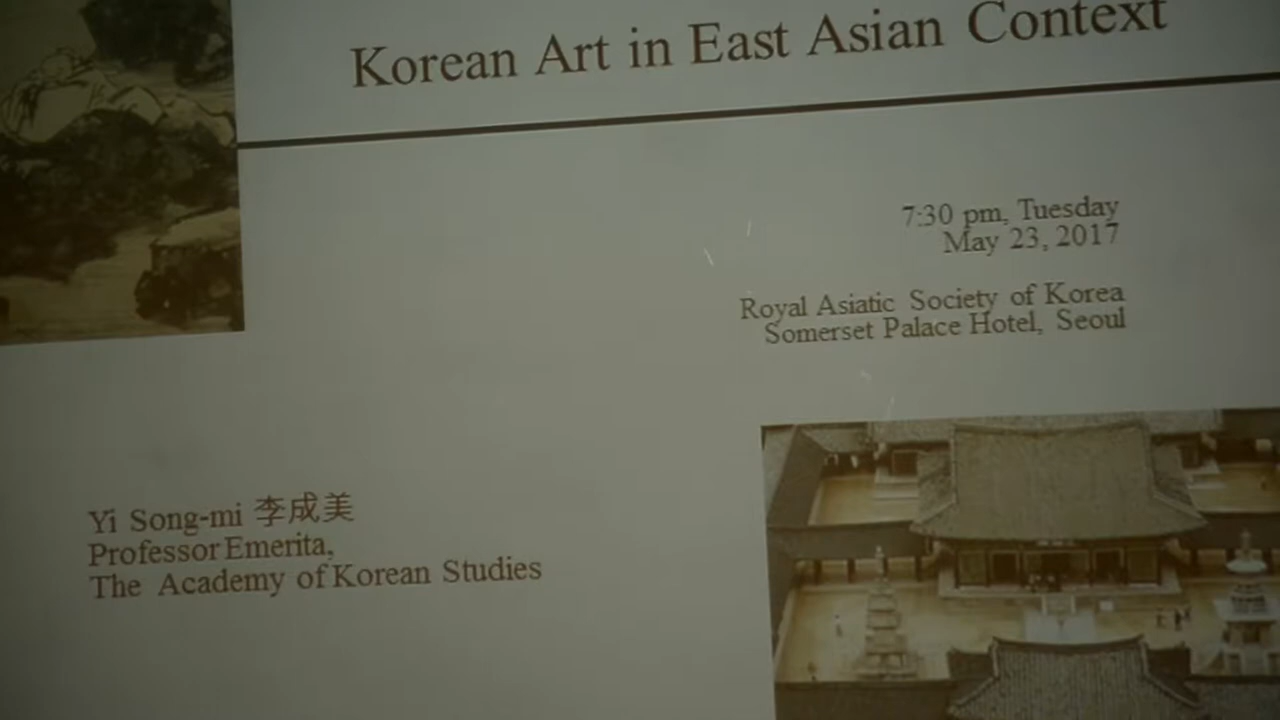 Korean Art in East Asian Context
7:30 pm, Tuesday
May 23, 2017
Royal Asiatic Society of Korea
Somerset Palace Hotel, Seoul
Yi Song-mi 李成美
Professor Emerita,
The Academy of Korean Studies